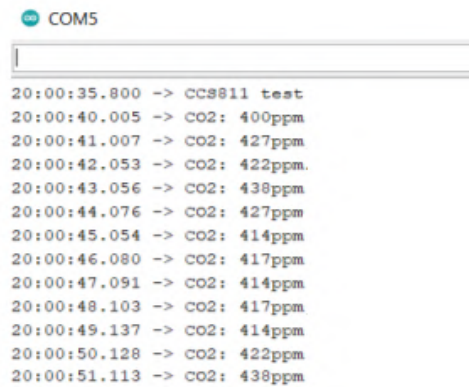 COM5
20:00:35.800 -> CCS811 test
20:00:40.005 -> CO2: 400ppm
20:00:41.007 -> CO2: 427ppm
20:00:42.053 -> CO2: 422ppm.
20:00:43.056 -> CO2: 438ppm
20:00:44.076 -> CO2: 427ppm
20:00:45.054 -> CO2: 414ppm
20:00:46.080 -> CO2: 417ppm
20:00:47.091 -> CO2: 414ppm
20:00:48.103 -> CO2: 417ppm
20:00:49.137 -> CO2: 414ppm
20:00:50.128 -> CO2: 422ppm
20:00:51.113 -> CO2: 438ppm